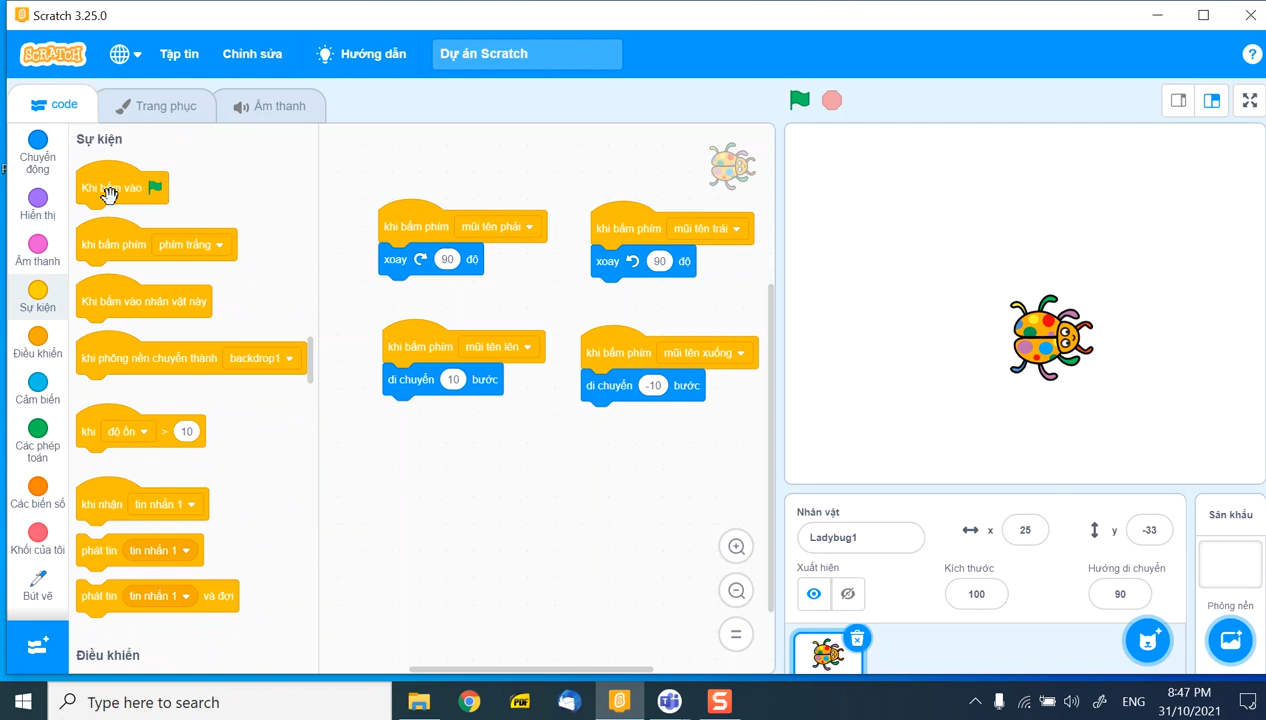 Scratch 3.25.0
SCRATCH Tập tin Chỉnh sửa Hướng dẫn Dự án Scratch ?
code Trang phục Âm thanh
Chuyển động
Hiển thị
Âm thanh
Sự kiện
Điều khiển
Cảm biến
Các phép toán
Các biến số
Khối của tôi
Bút vẽ
Sự kiện
Khi bấm vào
khi bấm phím phím trắng
Khi bấm vào nhân vật này
khi phông nền chuyển thành backdrop1
khi độ ồn > 10
khi nhận tin nhắn 1
phát tin tin nhắn 1
phát tin tin nhắn 1 và đợi
Điều khiển
khi bấm phím mũi tên phải
xoay 90 độ
khi bấm phím mũi tên trái
xoay 90 độ
khi bấm phím mũi tên lên
di chuyển 10 bước
khi bấm phím mũi tên xuống
di chuyển -10 bước
Nhân vật
Ladybug1 x 25 y -33
Xuất hiện Kích thước Hướng di chuyển
100 90
Sân khấu
Phông nền
Type here to search
PDF
S
ENG
8:47 PM
31/10/2021